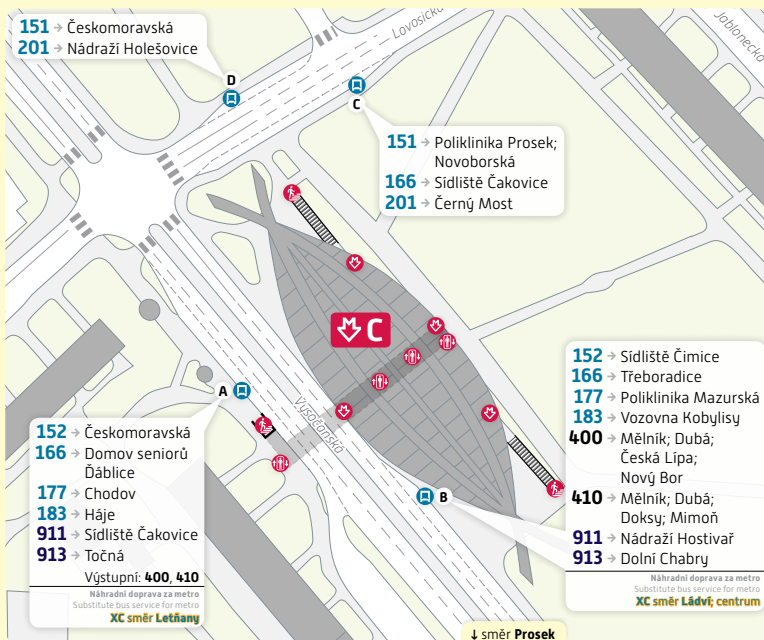 151 → Českomoravská
201 → Nádraží Holešovice
D
Lovosická
Jablonecká
C
151 → Poliklinika Prosek;
Novoborská
166 → Sídliště Čakovice
201 → Černý Most
C
A
Vysočanská
B
152 → Českomoravská
166 → Domov seniorů
Ďáblice
177 → Chodov
183 → Háje
911 → Sídliště Čakovice
913 → Točná
Výstupní: 400, 410
Náhradní doprava za metro
Substitute bus service for metro
XC směr Letňany
152 → Sídliště Čimice
166 → Třeboradice
177 → Poliklinika Mazurská
183 → Vozovna Kobylisy
400 → Mělník; Dubá;
Česká Lípa;
Nový Bor
410 → Mělník; Dubá;
Doksy; Mimoň
911 → Nádraží Hostivař
913 → Dolní Chabry
Náhradní doprava za metro
Substitute bus service for metro
XC směr Ládví; centrum
↓ směr Prosek